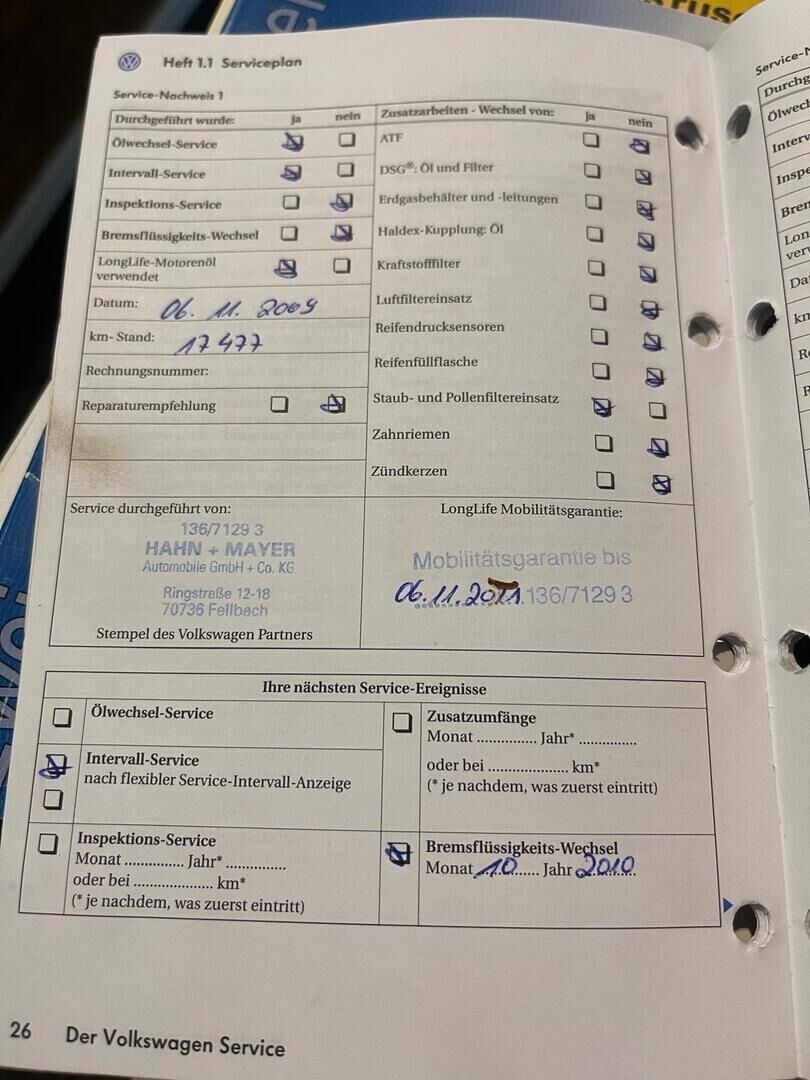 Heft 1.1 Serviceplan
Service-Nachweis 1
Durchgeführt wurde: ja nein
Ölwechsel-Service
Intervall-Service
Inspektions-Service
Bremsflüssigkeits-Wechsel
LongLife-Motorenöl
verwendet
Datum: 06. 11. 2009
km- Stand: 17 477
Rechnungsnummer:
Reparaturempfehlung
Zusatzarbeiten - Wechsel von: ja nein
ATF
DSG®: Öl und Filter
Erdgasbehälter und -leitungen
Haldex-Kupplung: Öl
Kraftstofffilter
Luftfiltereinsatz
Reifendrucksensoren
Reifenfüllflasche
Staub- und Pollenfiltereinsatz
Zahnriemen
Zündkerzen
Service durchgeführt von:
136/7129 3
HAHN + MAYER
Automobile GmbH + Co. KG
Ringstraße 12-18
70736 Fellbach
Stempel des Volkswagen Partners
LongLife Mobilitätsgarantie:
Mobilitätsgarantie bis
06.11.2011 136/7129 3
Ihre nächsten Service-Ereignisse
Ölwechsel-Service
Intervall-Service
nach flexibler Service-Intervall-Anzeige
Inspektions-Service
Monat ............... Jahr* ...............
oder bei .................... km*
(* je nachdem, was zuerst eintritt)
Zusatzumfänge
Monat ............... Jahr* ...............
oder bei .................... km*
(* je nachdem, was zuerst eintritt)
Bremsflüssigkeits-Wechsel
Monat 10 Jahr 2010
26 Der Volkswagen Service